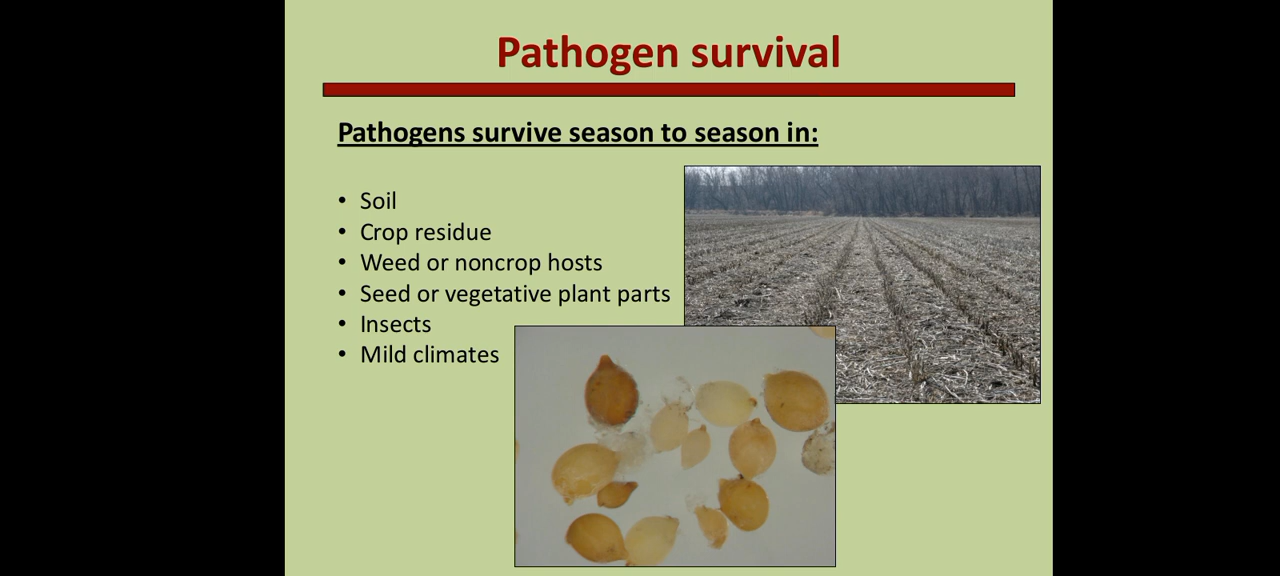 Pathogen survival
Pathogens survive season to season in:
• Soil
• Crop residue
• Weed or noncrop hosts
• Seed or vegetative plant parts
• Insects
• Mild climates